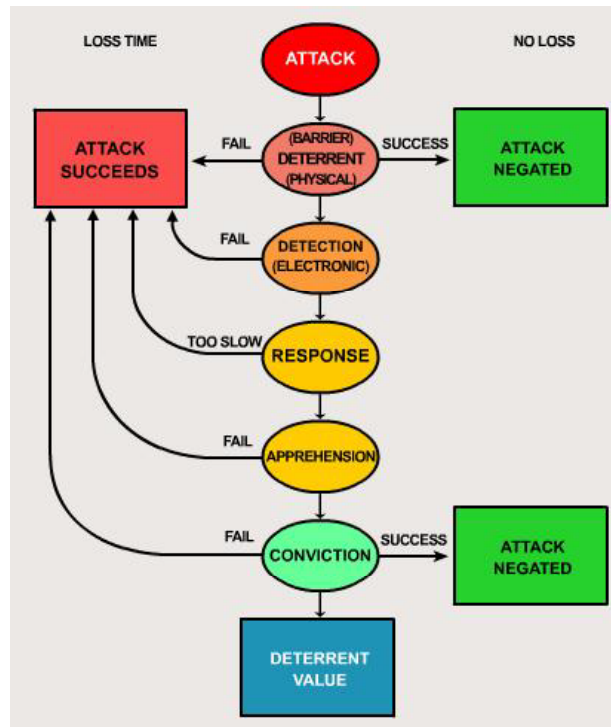 LOSS TIME
NO LOSS
ATTACK
(BARRIER)
DETERRENT
(PHYSICAL)
FAIL
SUCCESS
ATTACK
SUCCEEDS
ATTACK
NEGATED
FAIL
DETECTION
(ELECTRONIC)
TOO SLOW
RESPONSE
FAIL
APPREHENSION
FAIL
CONVICTION
SUCCESS
ATTACK
NEGATED
DETERRENT
VALUE